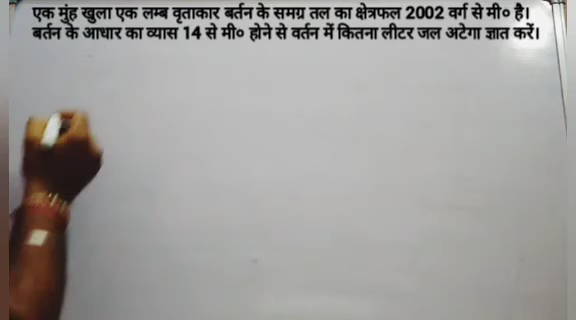 एक मुंह खुला एक लम्ब वृताकार बर्तन के समग्र तल का क्षेत्रफल 2002 वर्ग से मी० है।
बर्तन के आधार का व्यास 14 से मी० होने से वर्तन में कितना लीटर जल अटेगा ज्ञात करें।